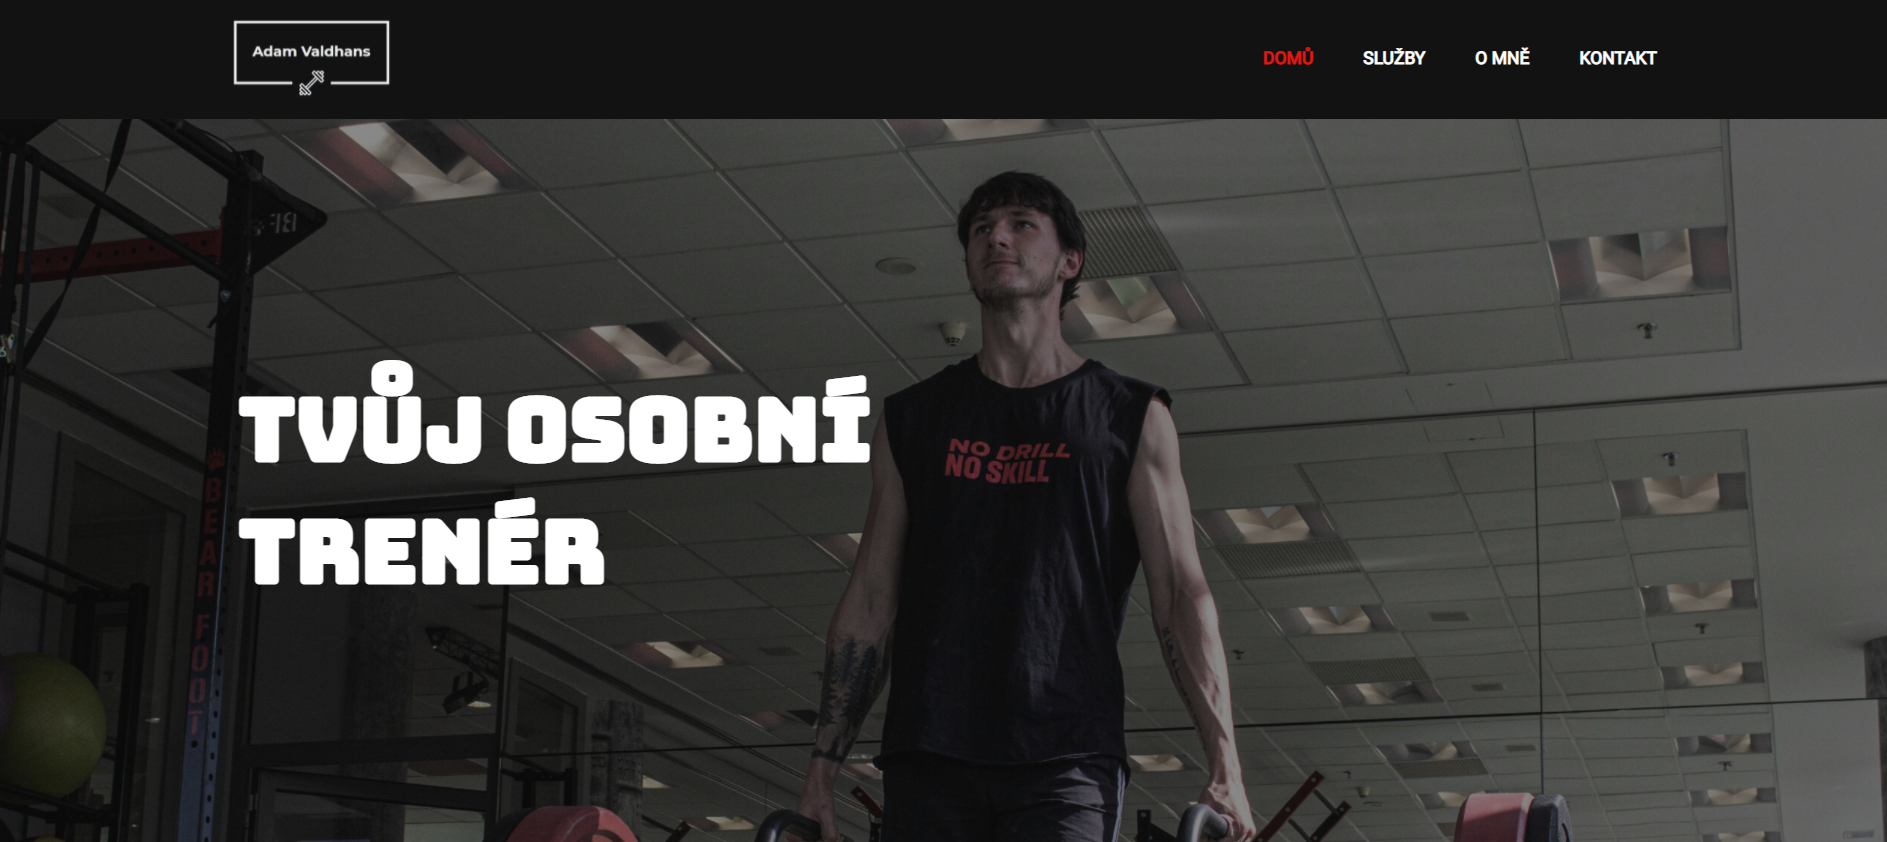 Adam Valdhans
DOMŮ
SLUŽBY
O MNĚ
KONTAKT
TVŮJ OSOBNÍ
TRENÉR
NO DRILL
NO SKILL
BEAR FOOT